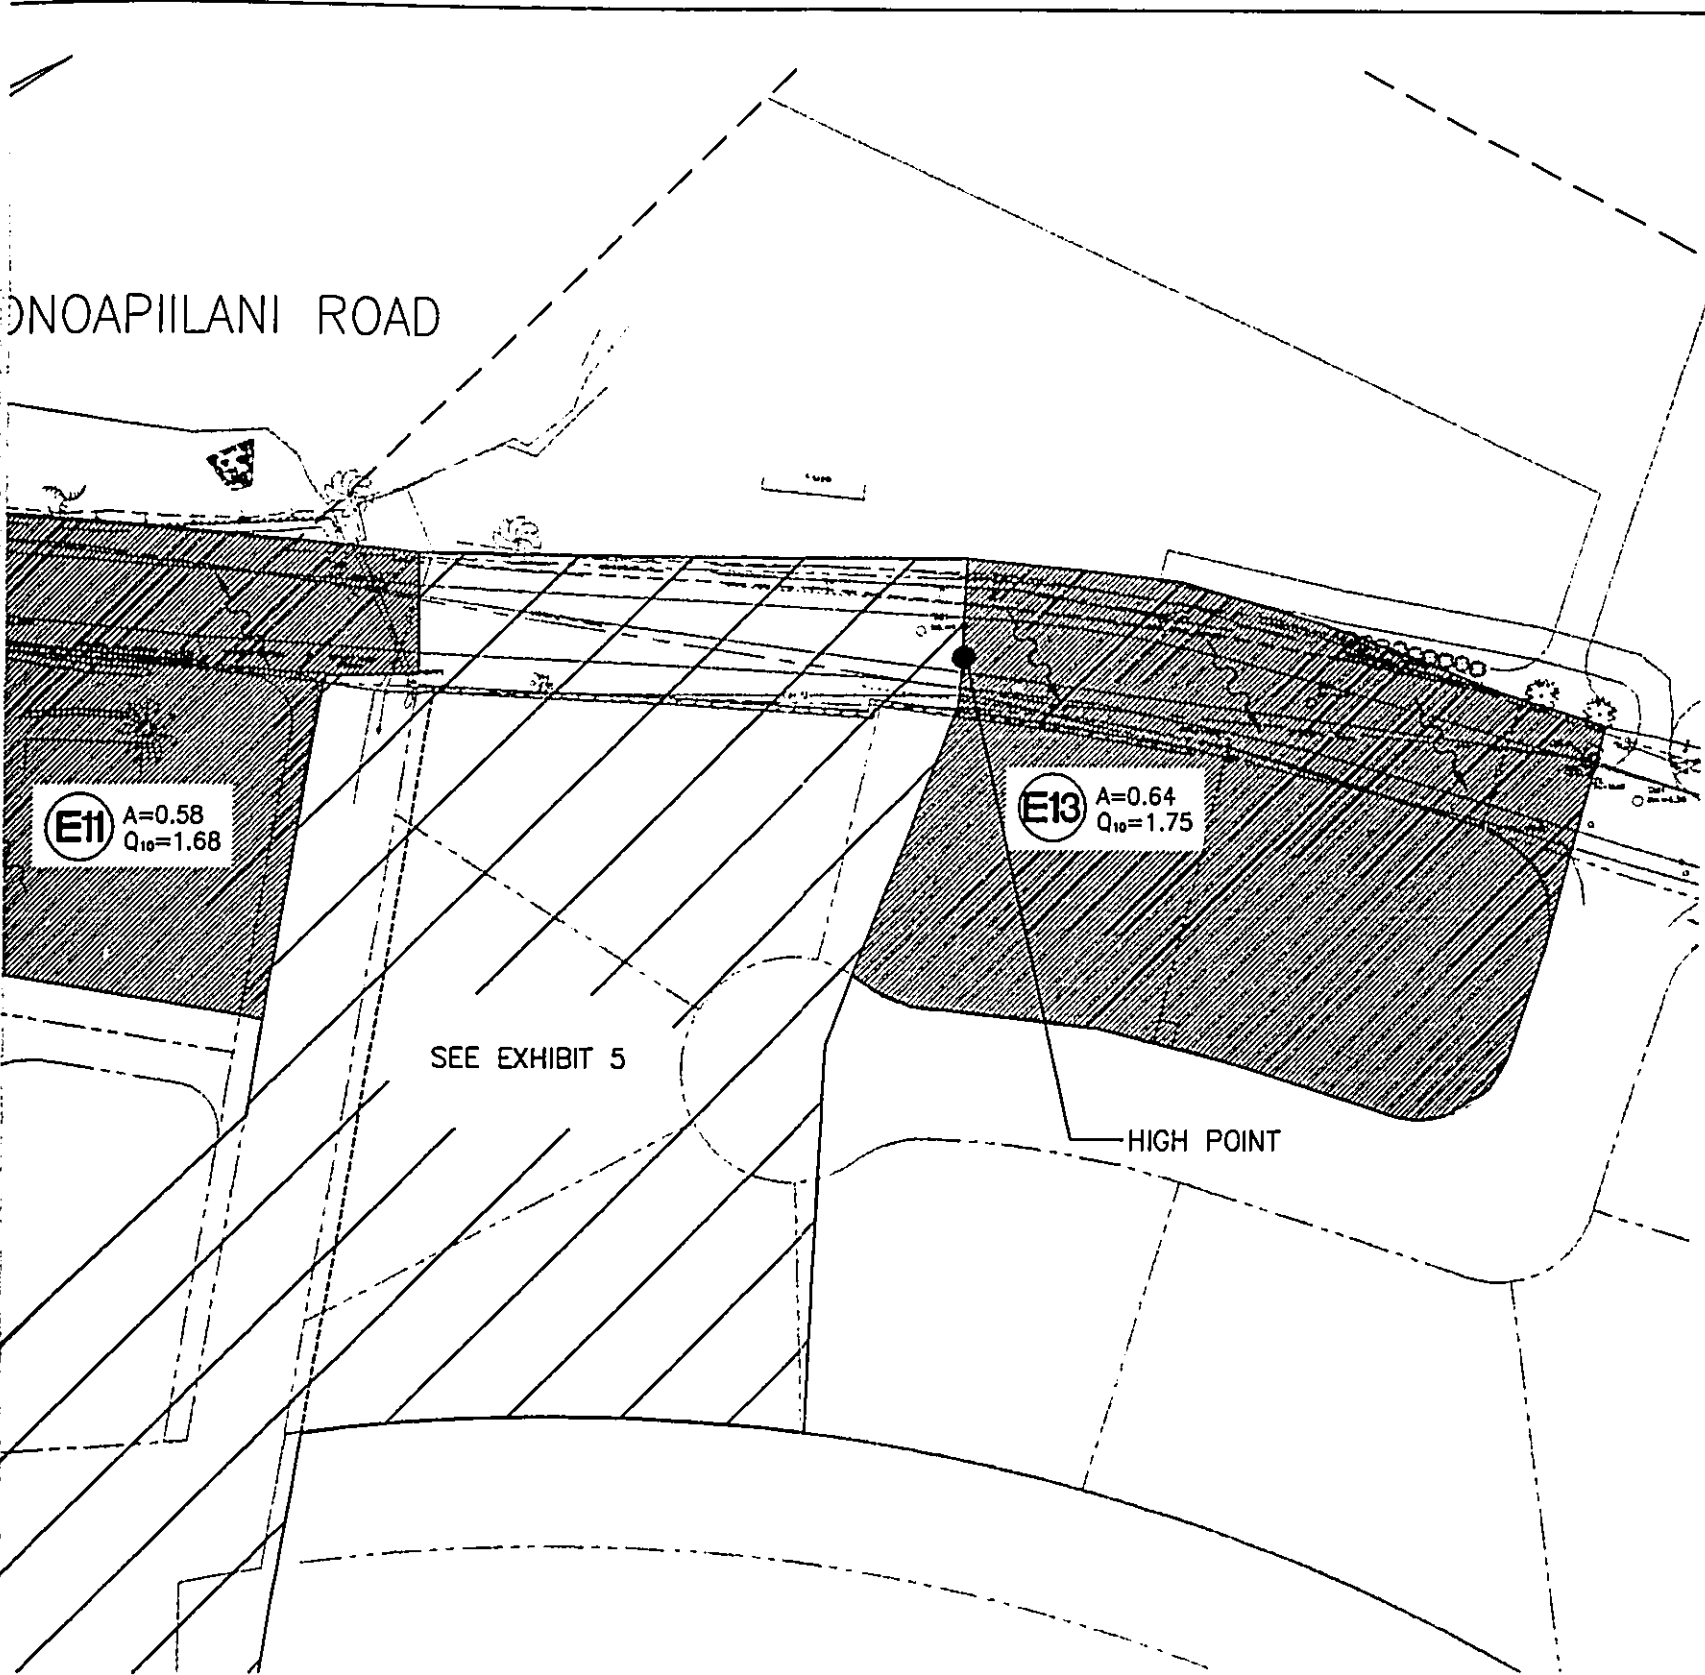 ONOAPIILANI ROAD
E11
A=0.58
Q₁₀=1.68
E13
A=0.64
Q₁₀=1.75
SEE EXHIBIT 5
HIGH POINT